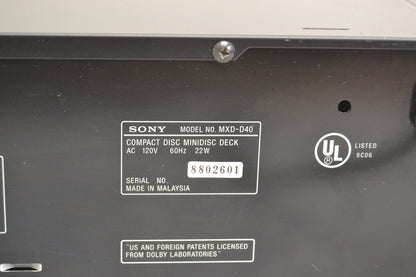 SONY MODEL NO. MXD-D40
COMPACT DISC MINIDISC DECK
AC 120V 60Hz 22W
8802601
SERIAL NO.
MADE IN MALAYSIA
UL LISTED
9C06
"US AND FOREIGN PATENTS LICENSED
FROM DOLBY LABORATORIES"